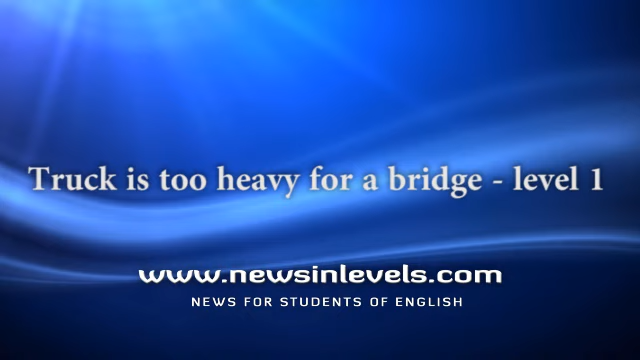 Truck is too heavy for a bridge - level 1
www.newsinlevels.com
NEWS FOR STUDENTS OF ENGLISH